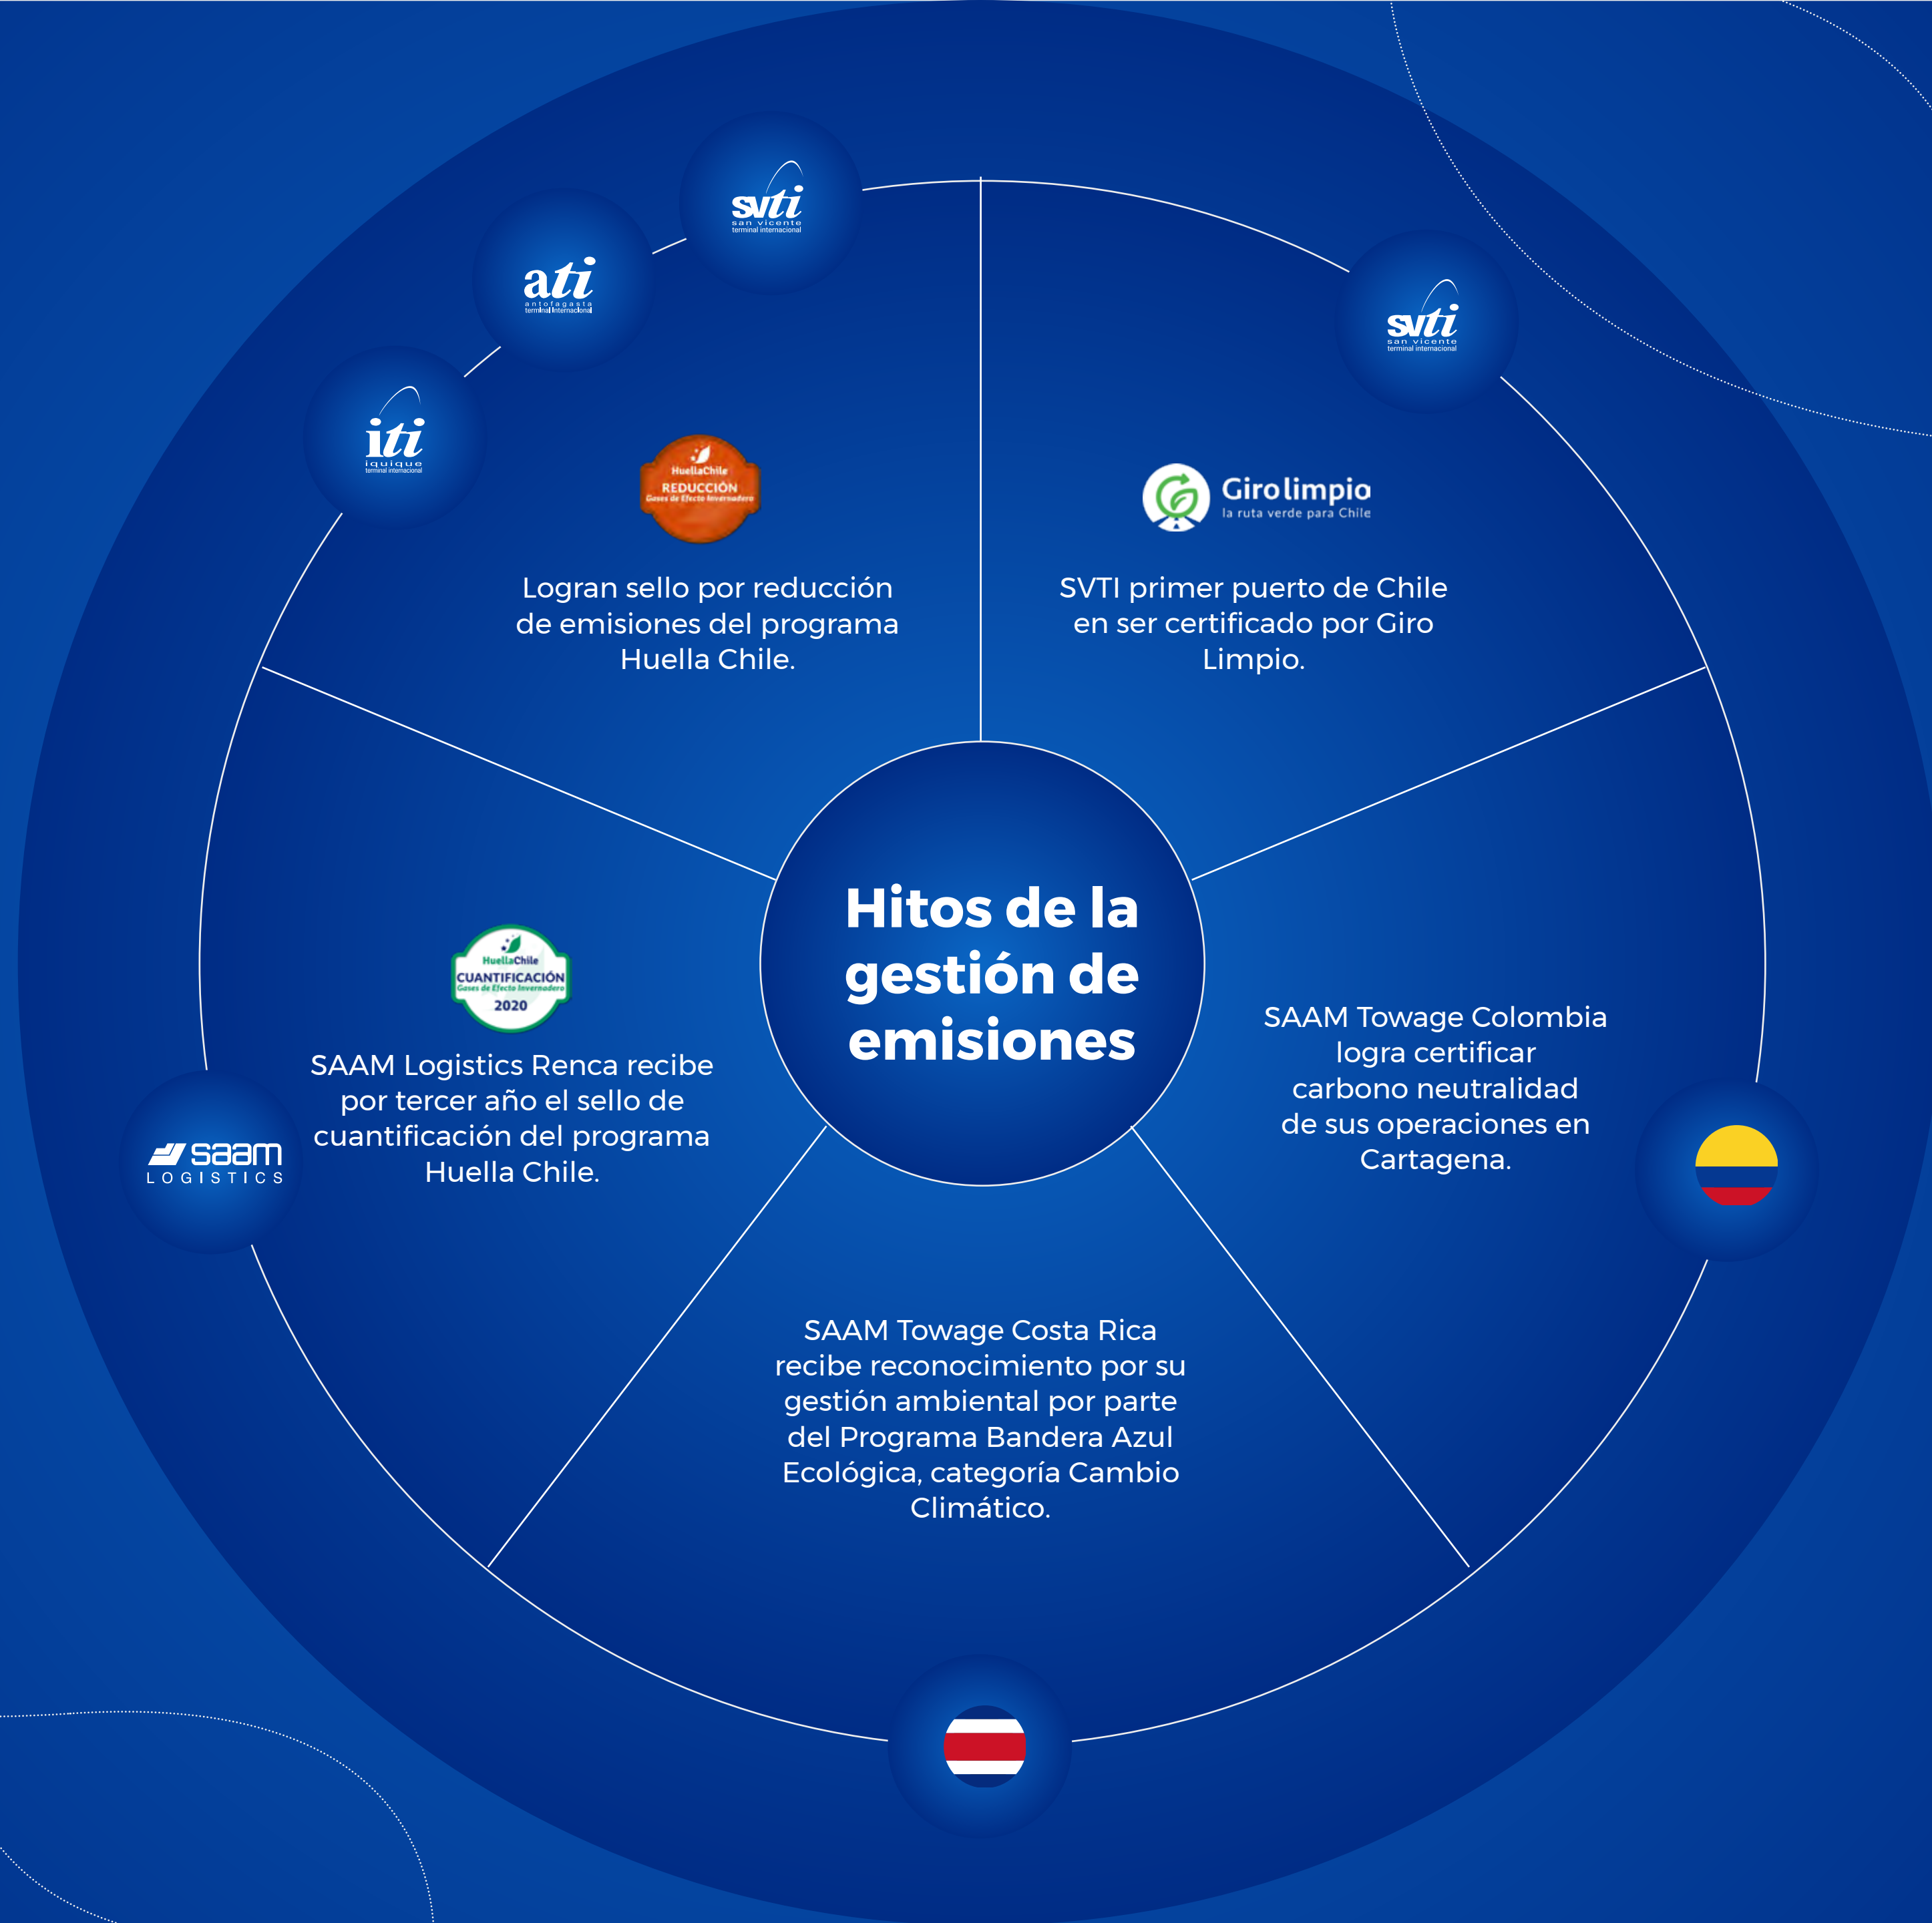 svti
san vicente
terminal internacional
ati
antofagasta
terminal internacional
iti
iquique
terminal internacional
HuellaChile
REDUCCIÓN
Gases de Efecto Invernadero
Logran sello por reducción
de emisiones del programa
Huella Chile.
svti
san vicente
terminal internacional
Giro limpio
la ruta verde para Chile
SVTI primer puerto de Chile
en ser certificado por Giro
Limpio.
Hitos de la
gestión de
emisiones
HuellaChile
CUANTIFICACIÓN
Gases de Efecto Invernadero
2020
SAAM Logistics Renca recibe
por tercer año el sello de
cuantificación del programa
Huella Chile.
saam
LOGISTICS
SAAM Towage Colombia
logra certificar
carbono neutralidad
de sus operaciones en
Cartagena.
SAAM Towage Costa Rica
recibe reconocimiento por su
gestión ambiental por parte
del Programa Bandera Azul
Ecológica, categoría Cambio
Climático.